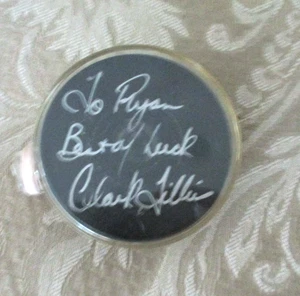 To Ryan
Best of Luck
Clark Gillies